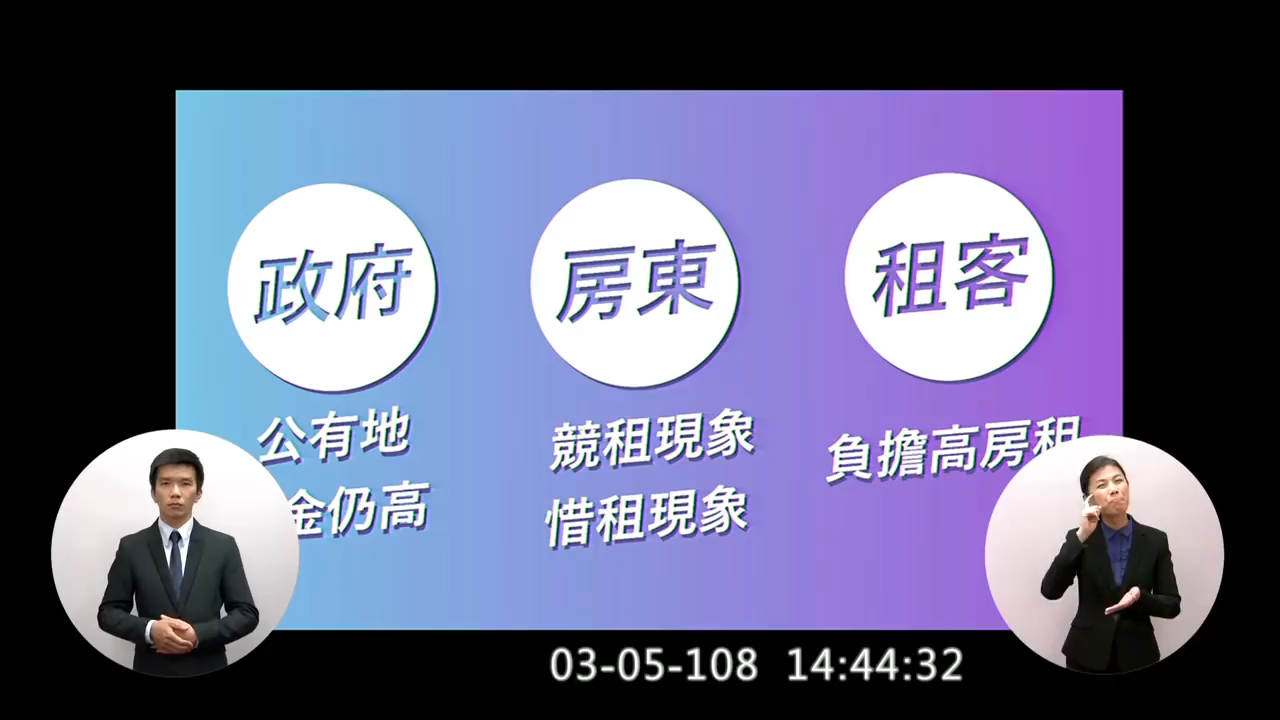 政府
公有地
金仍高
房東
競租現象
惜租現象
租客
負擔高房租
03-05-108 14:44:32